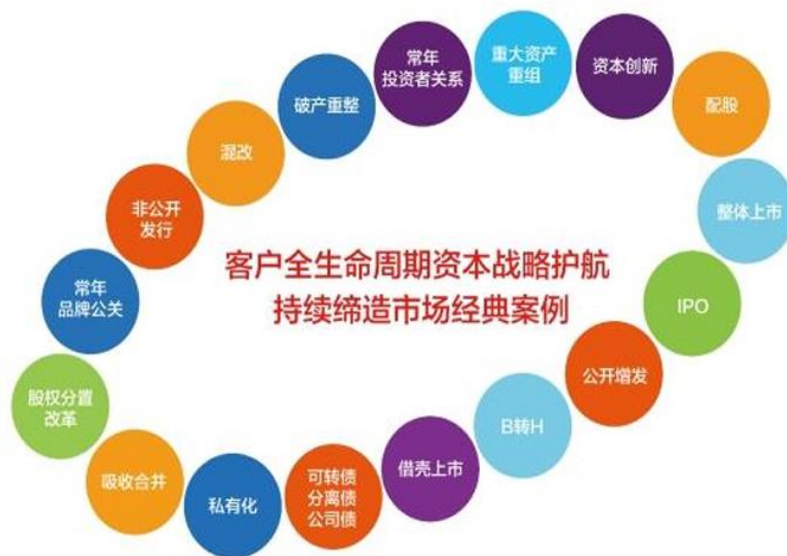 常年
投资者关系
重大资产
重组
资本创新
配股
整体上市
IPO
公开增发
B转H
借壳上市
可转债
分离债
公司债
私有化
吸收合并
股权分置
改革
常年
品牌公关
非公开
发行
混改
破产重整
客户全生命周期资本战略护航
持续缔造市场经典案例